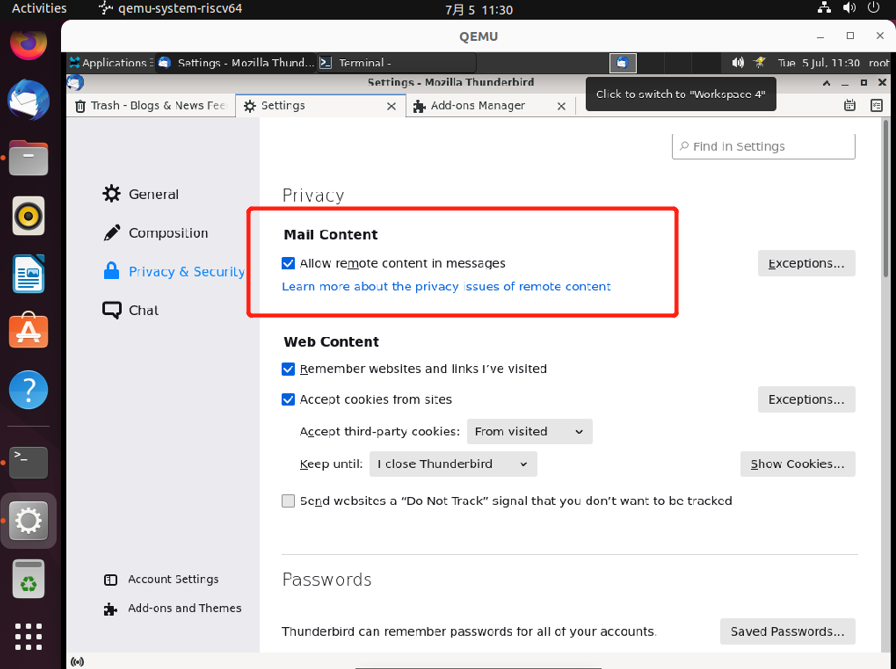 Activities qemu-system-riscv64 7月 5 11:30
QEMU
Applications Settings - Mozilla Thund... Terminal - Tue 5 Jul, 11:30 root
Settings - Mozilla Thunderbird
Click to switch to "Workspace 4"
Trash - Blogs & News Fee Settings Add-ons Manager
Find in Settings
General
Composition
Privacy & Security
Chat
Account Settings
Add-ons and Themes
Privacy
Mail Content
Allow remote content in messages Exceptions...
Learn more about the privacy issues of remote content
Web Content
Remember websites and links I've visited
Accept cookies from sites Exceptions...
Accept third-party cookies: From visited
Keep until: I close Thunderbird Show Cookies...
Send websites a “Do Not Track” signal that you don't want to be tracked
Passwords
Thunderbird can remember passwords for all of your accounts. Saved Passwords...